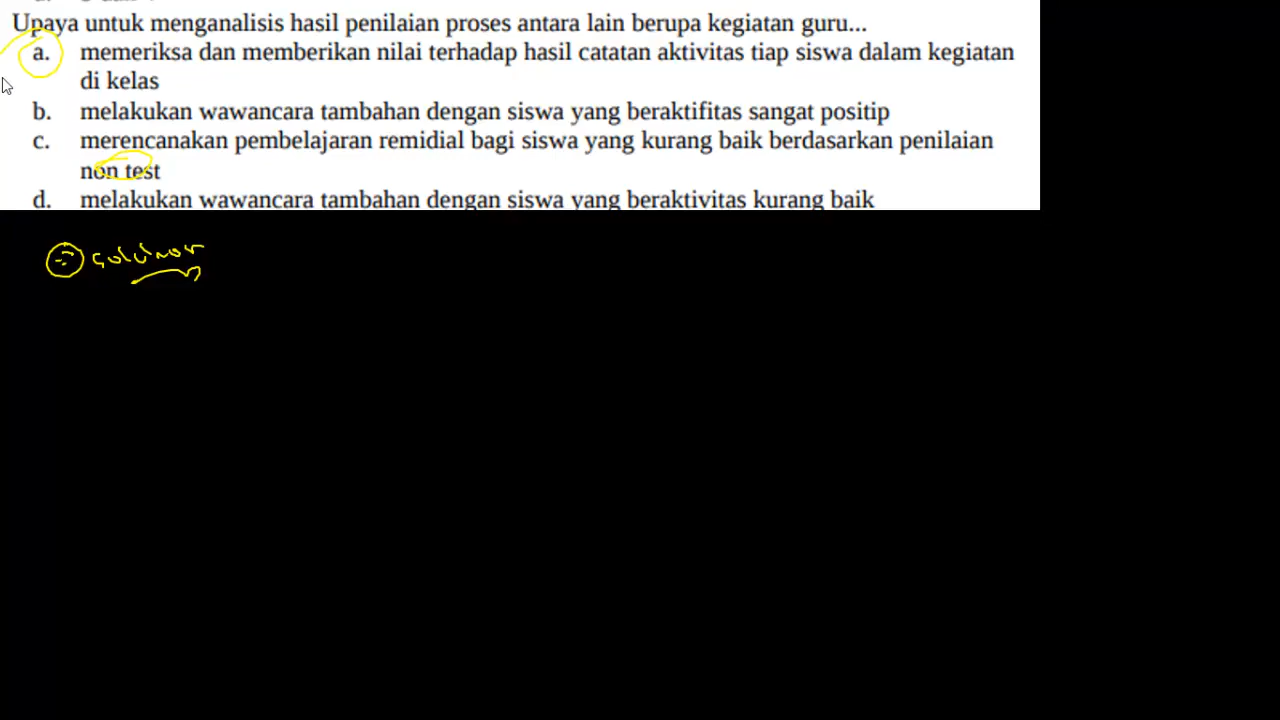 Upaya untuk menganalisis hasil penilaian proses antara lain berupa kegiatan guru...
a. memeriksa dan memberikan nilai terhadap hasil catatan aktivitas tiap siswa dalam kegiatan
di kelas
b. melakukan wawancara tambahan dengan siswa yang beraktifitas sangat positip
c. merencanakan pembelajaran remidial bagi siswa yang kurang baik berdasarkan penilaian
non test
d. melakukan wawancara tambahan dengan siswa yang beraktivitas kurang baik